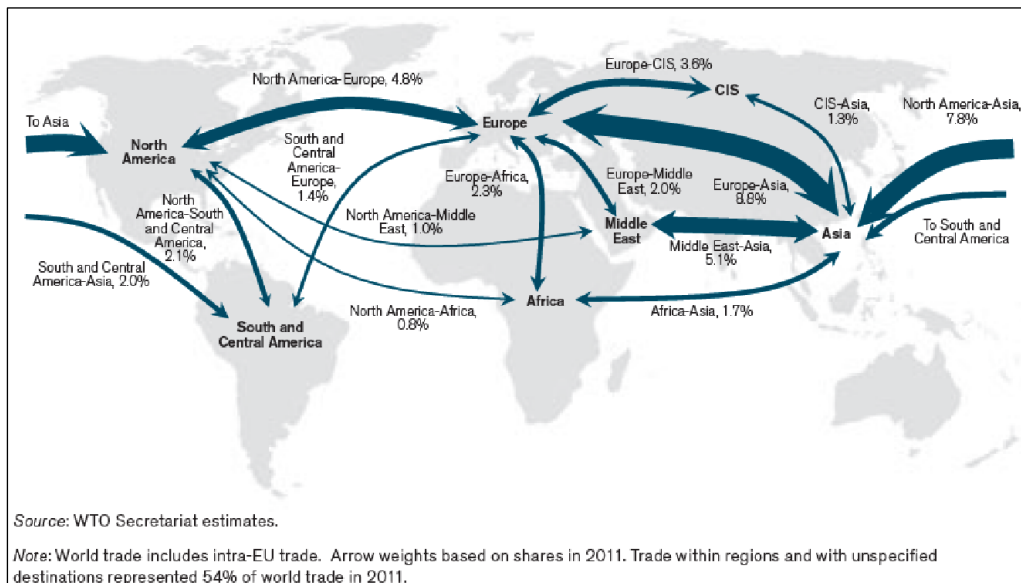 North America-Europe, 4.8%
Europe-CIS, 3.6%
CIS
CIS-Asia,
1.3%
North America-Asia,
7.8%
To Asia
North
America
Europe
South and
Central
America-
Europe,
1.4%
Europe-Africa,
2.3%
Europe-Middle
East, 2.0%
Europe-Asia,
8.8%
North
America-South
and Central
America,
2.1%
North America-Middle
East, 1.0%
Middle
East
Middle East-Asia,
5.1%
Asia
To South and
Central America
South and Central
America-Asia, 2.0%
South and
Central America
North America-Africa,
0.8%
Africa
Africa-Asia, 1.7%
Source: WTO Secretariat estimates.
Note: World trade includes intra-EU trade. Arrow weights based on shares in 2011. Trade within regions and with unspecified
destinations represented 54% of world trade in 2011.